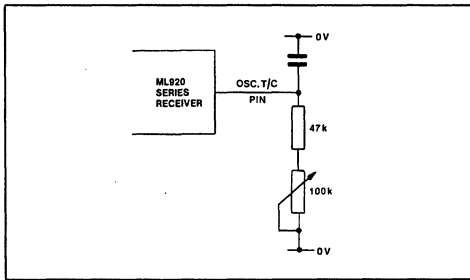 0V
ML920
SERIES
RECEIVER
OSC. T/C
PIN
47k
100k
0V